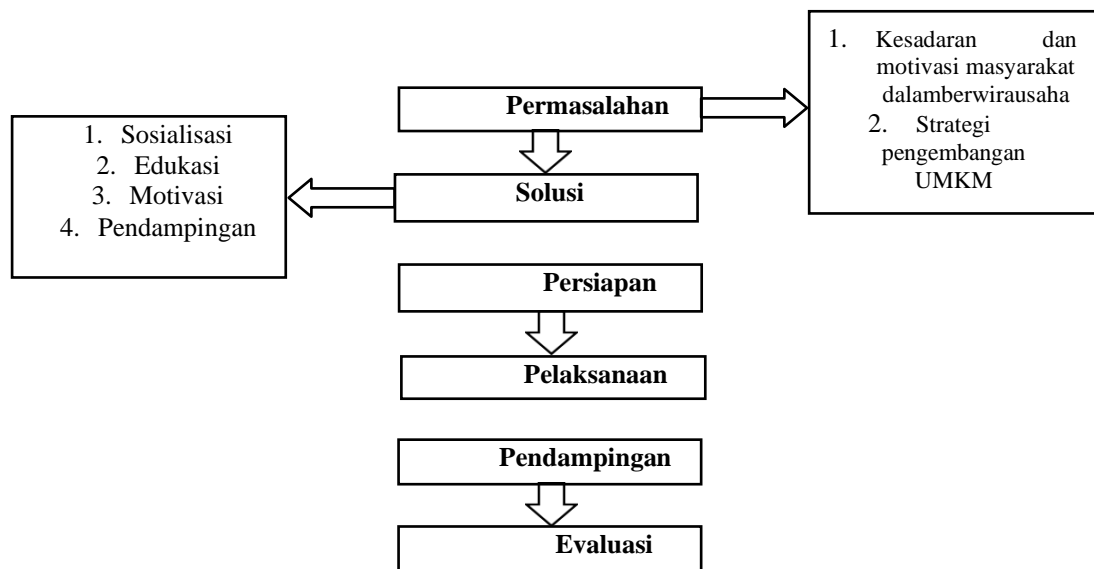 Permasalahan
1. Kesadaran dan
motivasi masyarakat
dalamberwirausaha
2. Strategi
pengembangan
UMKM
Solusi
1. Sosialisasi
2. Edukasi
3. Motivasi
4. Pendampingan
Persiapan
Pelaksanaan
Pendampingan
Evaluasi